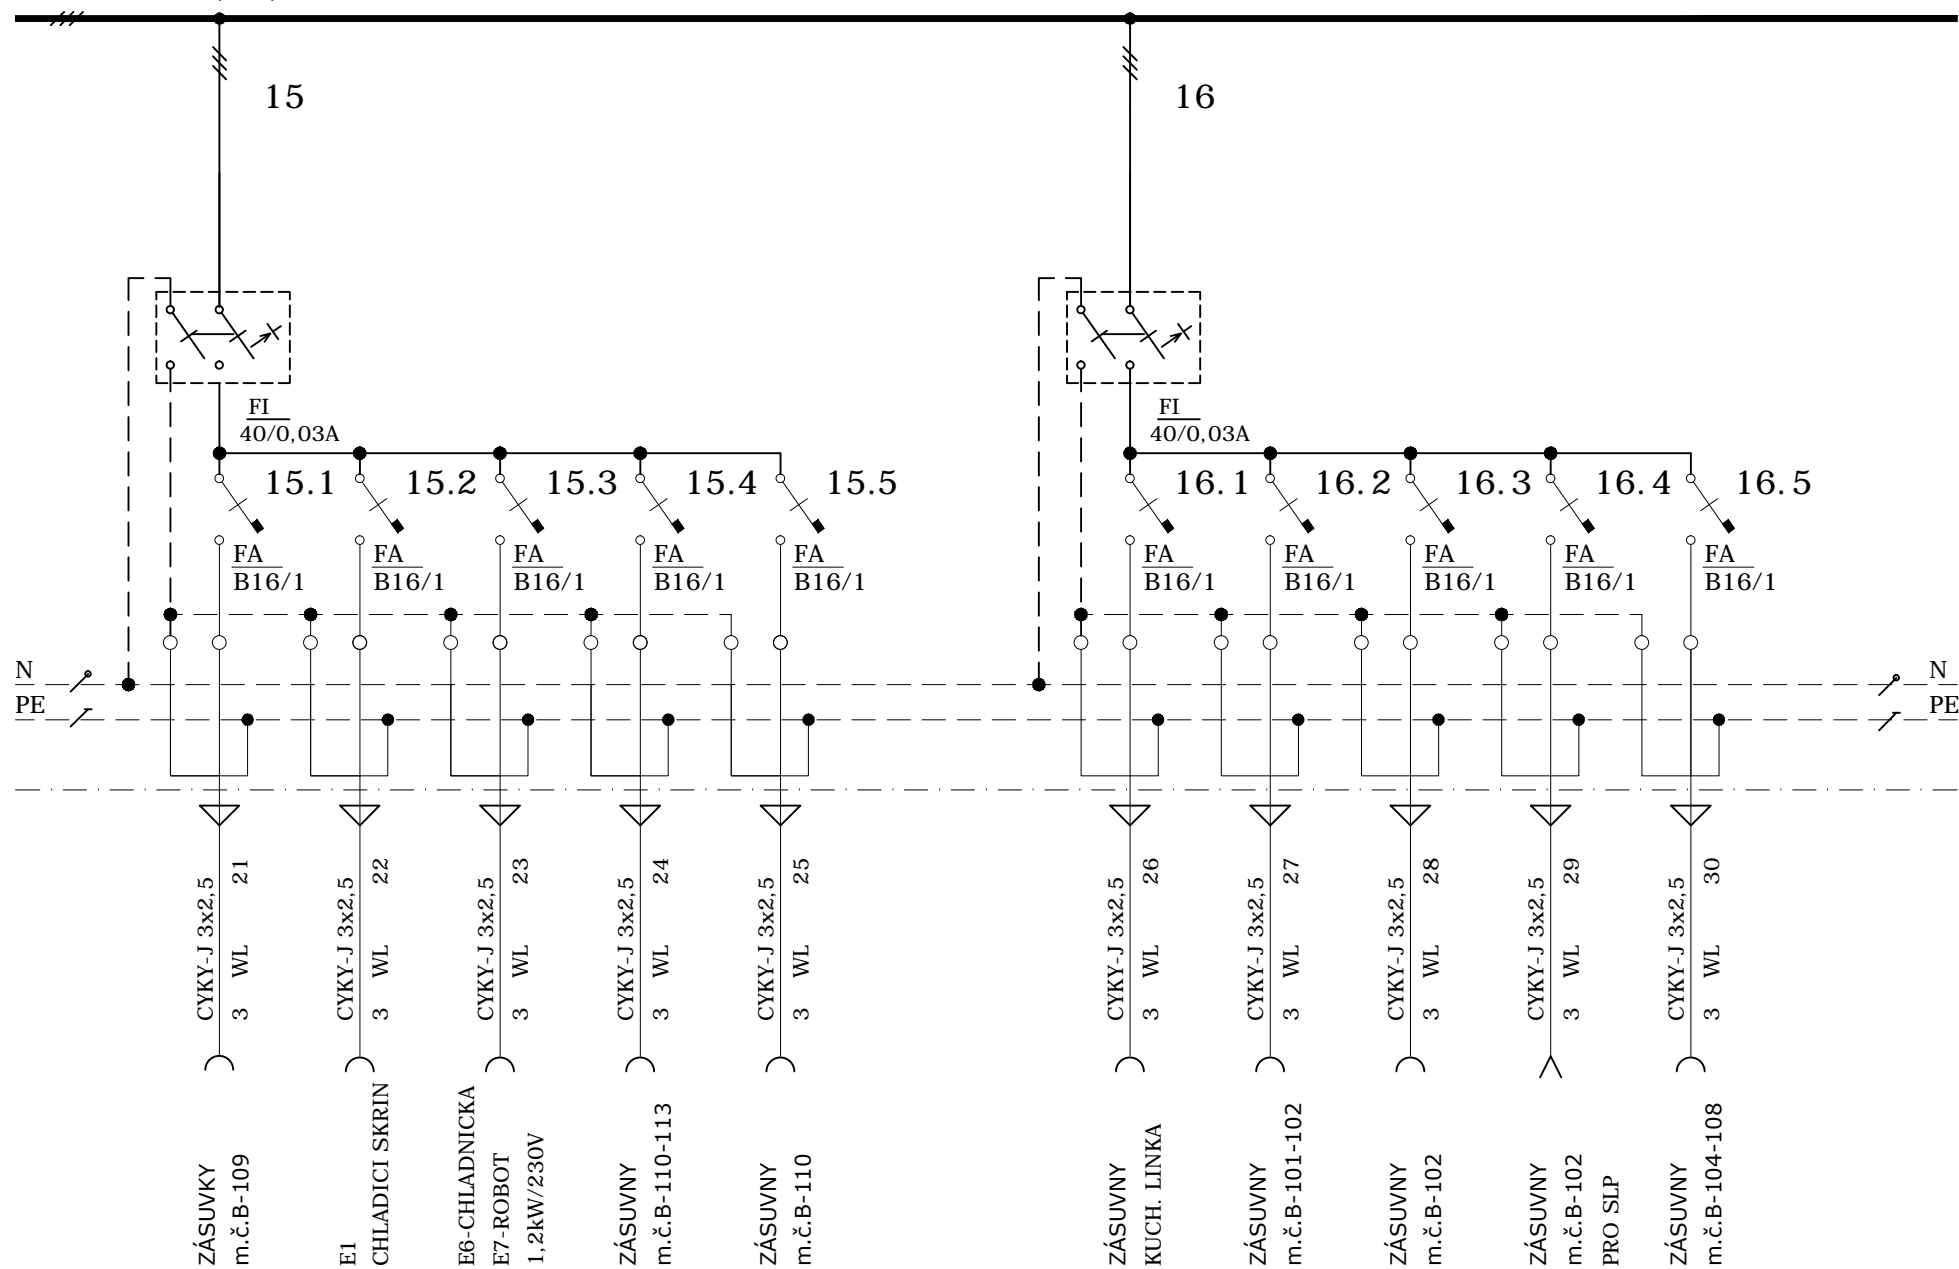 15
16
FI
40/0,03A
FI
40/0,03A
15.1
15.2
15.3
15.4
15.5
16.1
16.2
16.3
16.4
16.5
FA
B16/1
FA
B16/1
FA
B16/1
FA
B16/1
FA
B16/1
FA
B16/1
FA
B16/1
FA
B16/1
FA
B16/1
FA
B16/1
N
N
PE
PE
CYKY-J 3x2,5
3 WL 21
CYKY-J 3x2,5
3 WL 22
CYKY-J 3x2,5
3 WL 23
CYKY-J 3x2,5
3 WL 24
CYKY-J 3x2,5
3 WL 25
CYKY-J 3x2,5
3 WL 26
CYKY-J 3x2,5
3 WL 27
CYKY-J 3x2,5
3 WL 28
CYKY-J 3x2,5
3 WL 29
CYKY-J 3x2,5
3 WL 30
ZÁSUVKY
m.č.B-109
E1
CHLADICI SKRIN
E6-CHLADNICKA
E7-ROBOT
1,2kW/230V
ZÁSUVNY
m.č.B-110-113
ZÁSUVNY
m.č.B-110
ZÁSUVNY
KUCH. LINKA
ZÁSUVNY
m.č.B-101-102
ZÁSUVNY
m.č.B-102
ZÁSUVNY
m.č.B-102
PRO SLP
ZÁSUVNY
m.č.B-104-108